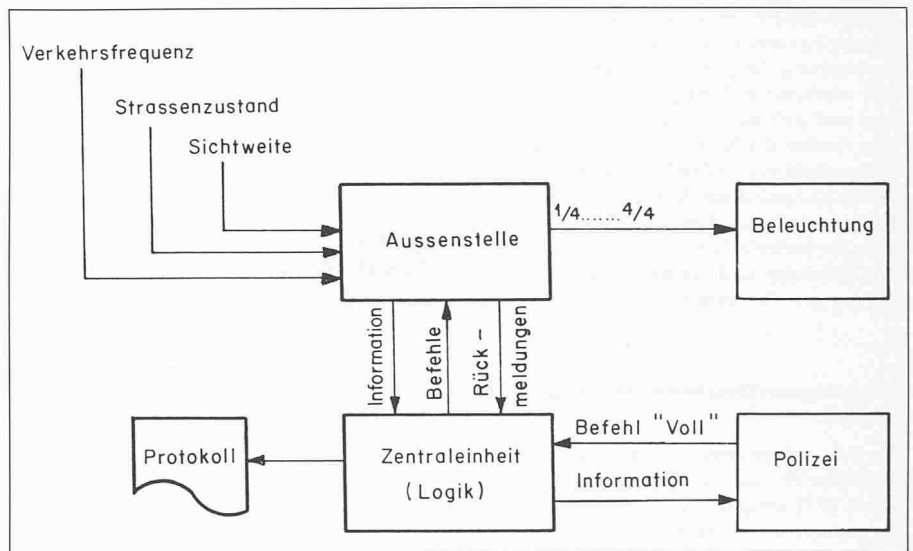 Verkehrsfrequenz
Strassenzustand
Sichtweite
Aussenstelle
1/4......4/4
Beleuchtung
Information
Befehle
Rück-
meldungen
Protokoll
Zentraleinheit
(Logik)
Befehl "Voll"
Information
Polizei